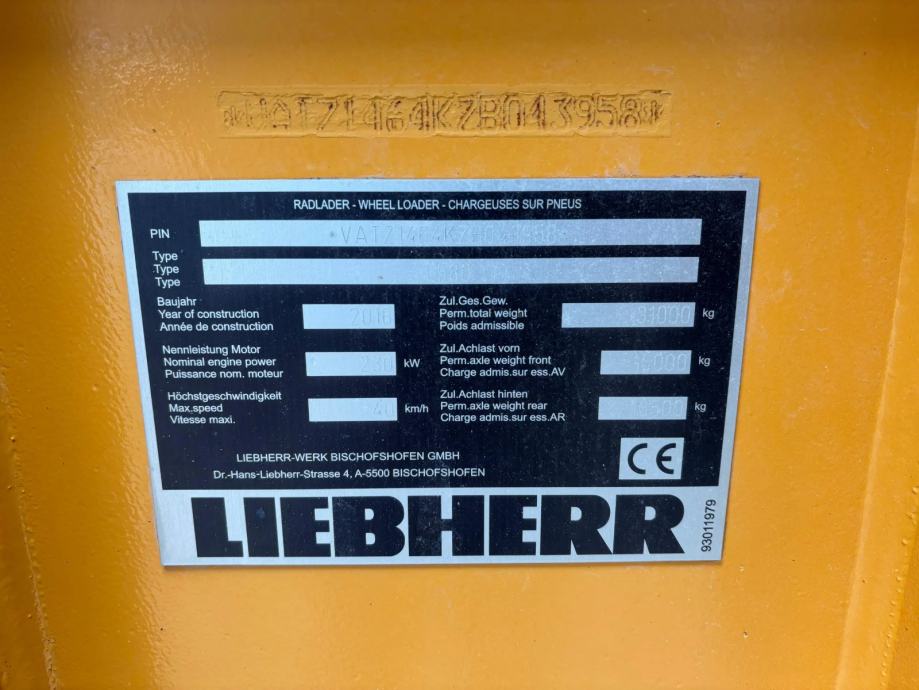 *VATZ1464KZB043958*
RADLADER - WHEEL LOADER - CHARGEUSES SUR PNEUS
PIN
Type
Type
Type
Baujahr
Year of construction 2016
Année de construction
Zul.Ges.Gew.
Perm.total weight 31000 kg
Poids admissible
Nennleistung Motor
Nominal engine power kW
Puissance nom. moteur
Zul.Achlast vorn
Perm.axle weight front kg
Charge admis.sur ess.AV
Höchstgeschwindigkeit
Max.speed 40 km/h
Vitesse maxi.
Zul.Achlast hinten
Perm.axle weight rear kg
Charge admis.sur ess.AR
LIEBHERR-WERK BISCHOFSHOFEN GMBH
Dr.-Hans-Liebherr-Strasse 4, A-5500 BISCHOFSHOFEN
CE
LIEBHERR
93011979